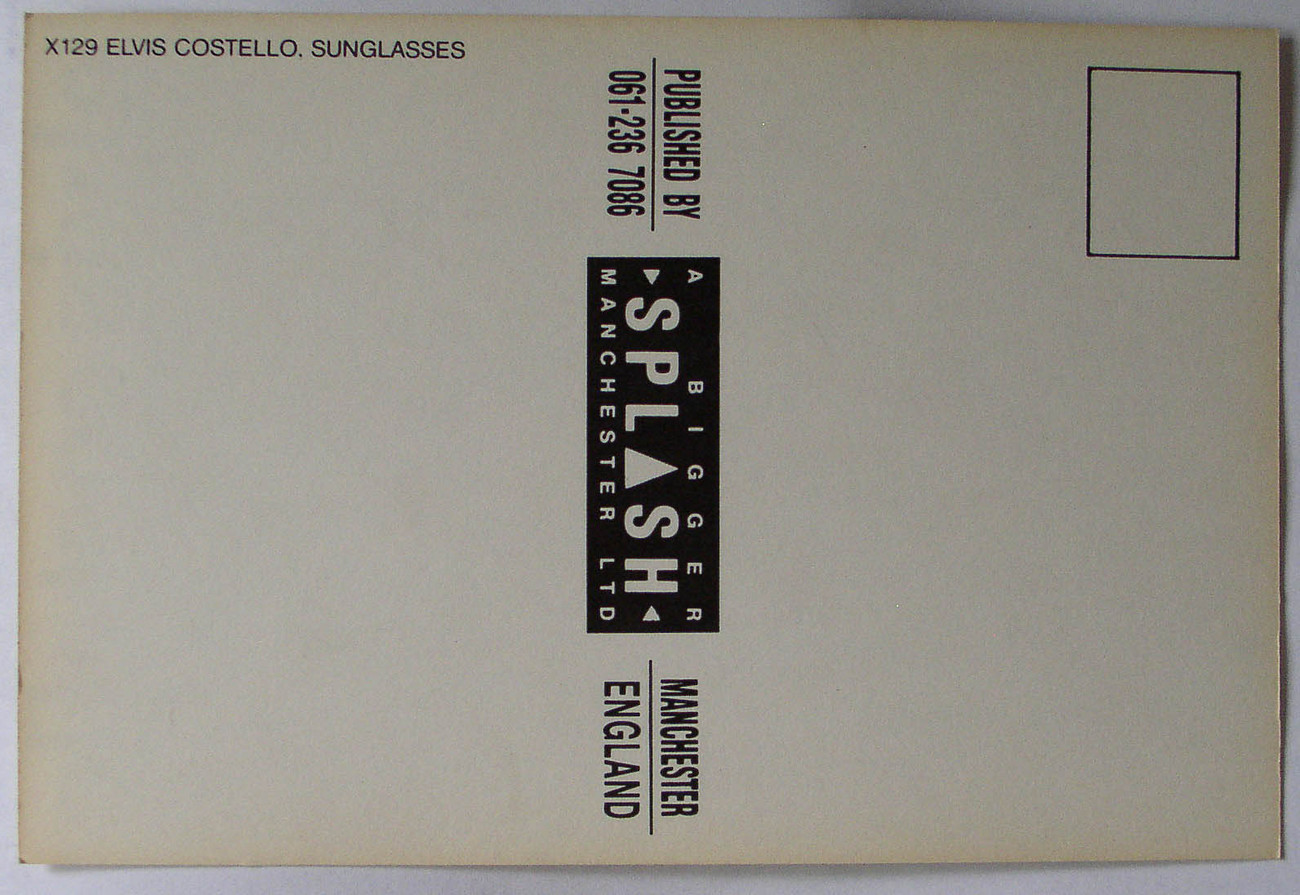 X129 ELVIS COSTELLO. SUNGLASSES
PUBLISHED BY
061-236 7086
A BIGGER
SPLASH
MANCHESTER LTD
MANCHESTER
ENGLAND